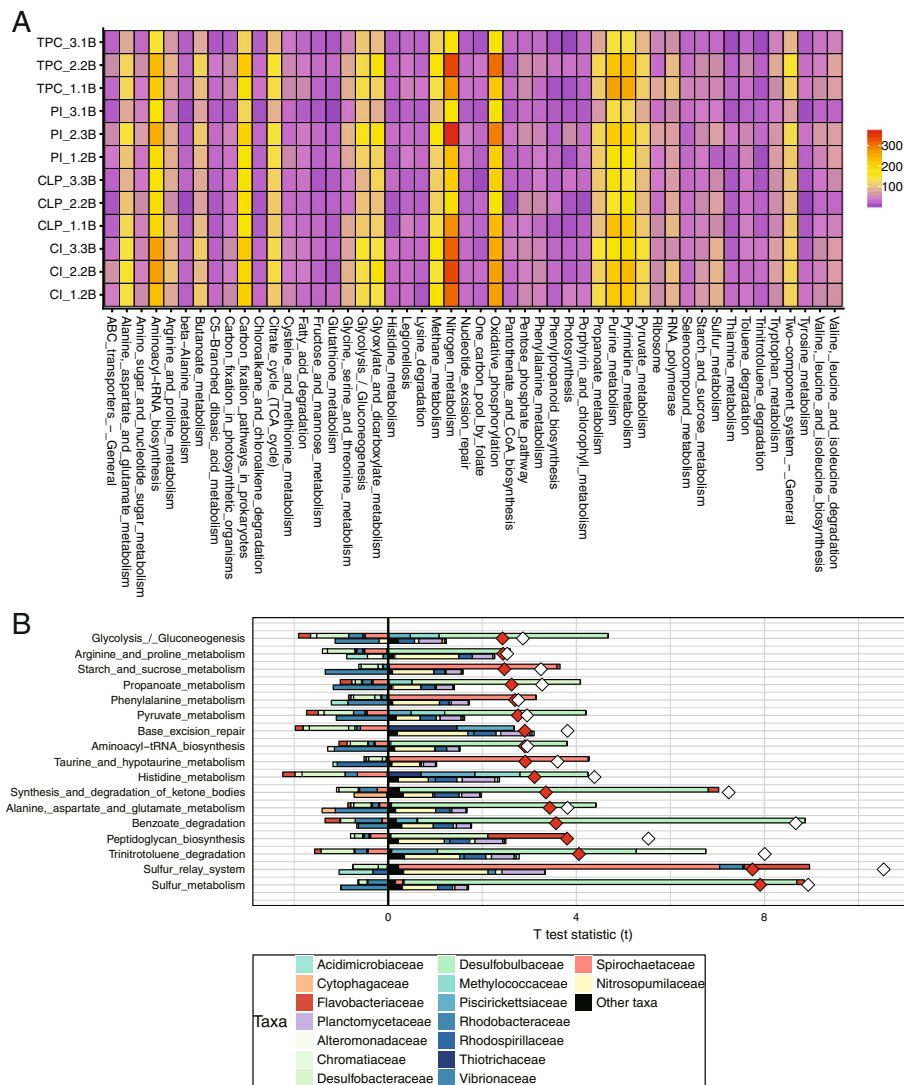 A
TPC_3.1B
TPC_2.2B
TPC_1.1B
PI_3.1B
PI_2.3B
PI_1.2B
CLP_3.3B
CLP_2.2B
CLP_1.1B
CI_3.3B
CI_2.2B
CI_1.2B
300
200
100
ABC_transporters_-_General
Alanine,_aspartate_and_glutamate_metabolism
Amino_sugar_and_nucleotide_sugar_metabolism
Aminoacyl-tRNA_biosynthesis
Arginine_and_proline_metabolism
beta-Alanine_metabolism
Butanoate_metabolism
C5-Branched_dibasic_acid_metabolism
Carbon_fixation_in_photosynthetic_organisms
Carbon_fixation_pathways_in_prokaryotes
Chloroalkane_and_chloroalkene_degradation
Citrate_cycle_(TCA_cycle)
Cysteine_and_methionine_metabolism
Fatty_acid_degradation
Fructose_and_mannose_metabolism
Glutathione_metabolism
Glycine,_serine_and_threonine_metabolism
Glycolysis_/_Gluconeogenesis
Glyoxylate_and_dicarboxylate_metabolism
Histidine_metabolism
Legionellosis
Lysine_degradation
Methane_metabolism
Nitrogen_metabolism
Nucleotide_excision_repair
One_carbon_pool_by_folate
Oxidative_phosphorylation
Pantothenate_and_CoA_biosynthesis
Pentose_phosphate_pathway
Phenylalanine_metabolism
Phenylpropanoid_biosynthesis
Photosynthesis
Porphyrin_and_chlorophyll_metabolism
Propanoate_metabolism
Purine_metabolism
Pyrimidine_metabolism
Pyruvate_metabolism
Ribosome
RNA_polymerase
Selenocompound_metabolism
Starch_and_sucrose_metabolism
Sulfur_metabolism
Thiamine_metabolism
Toluene_degradation
Trinitrotoluene_degradation
Tryptophan_metabolism
Two-component_system_-_General
Tyrosine_metabolism
Valine,_leucine_and_isoleucine_biosynthesis
Valine,_leucine_and_isoleucine_degradation
B
Glycolysis_/_Gluconeogenesis
Arginine_and_proline_metabolism
Starch_and_sucrose_metabolism
Propanoate_metabolism
Phenylalanine_metabolism
Pyruvate_metabolism
Base_excision_repair
Aminoacyl-tRNA_biosynthesis
Taurine_and_hypotaurine_metabolism
Histidine_metabolism
Synthesis_and_degradation_of_ketone_bodies
Alanine,_aspartate_and_glutamate_metabolism
Benzoate_degradation
Peptidoglycan_biosynthesis
Trinitrotoluene_degradation
Sulfur_relay_system
Sulfur_metabolism
0 4 8
T test statistic (t)
Taxa
Acidimicrobiaceae
Cytophagaceae
Flavobacteriaceae
Planctomycetaceae
Alteromonadaceae
Chromatiaceae
Desulfobacteraceae
Desulfobulbaceae
Methylococcaceae
Piscirickettsiaceae
Rhodobacteraceae
Rhodospirillaceae
Thiotrichaceae
Vibrionaceae
Spirochaetaceae
Nitrosopumilaceae
Other taxa